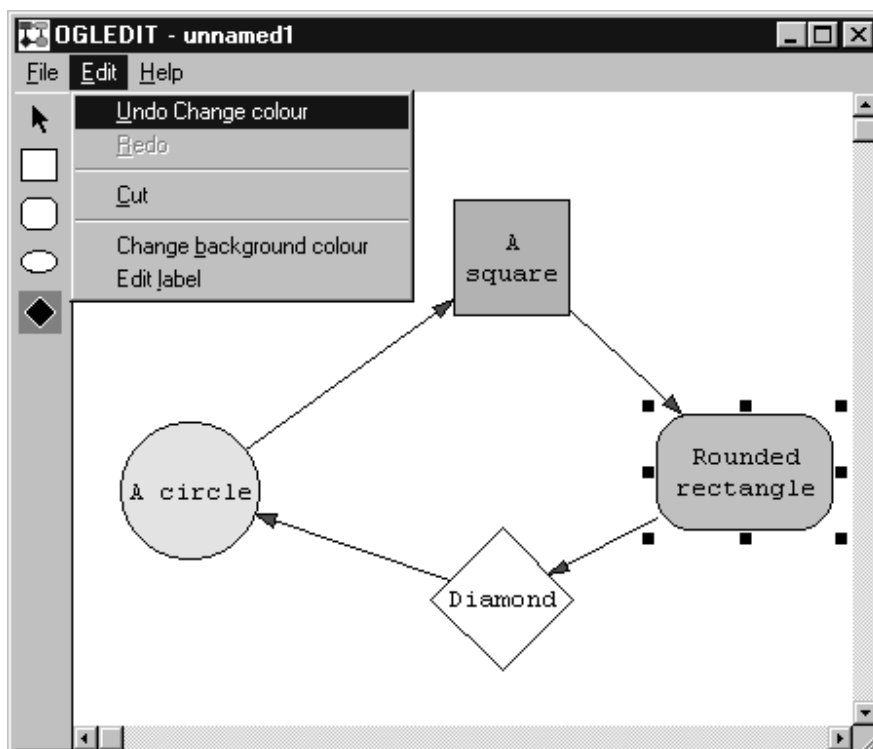 OGLEDIT - unnamed1
File Edit Help
Undo Change colour
Redo
Cut
Change background colour
Edit label
A
square
Rounded
rectangle
A circle
Diamond